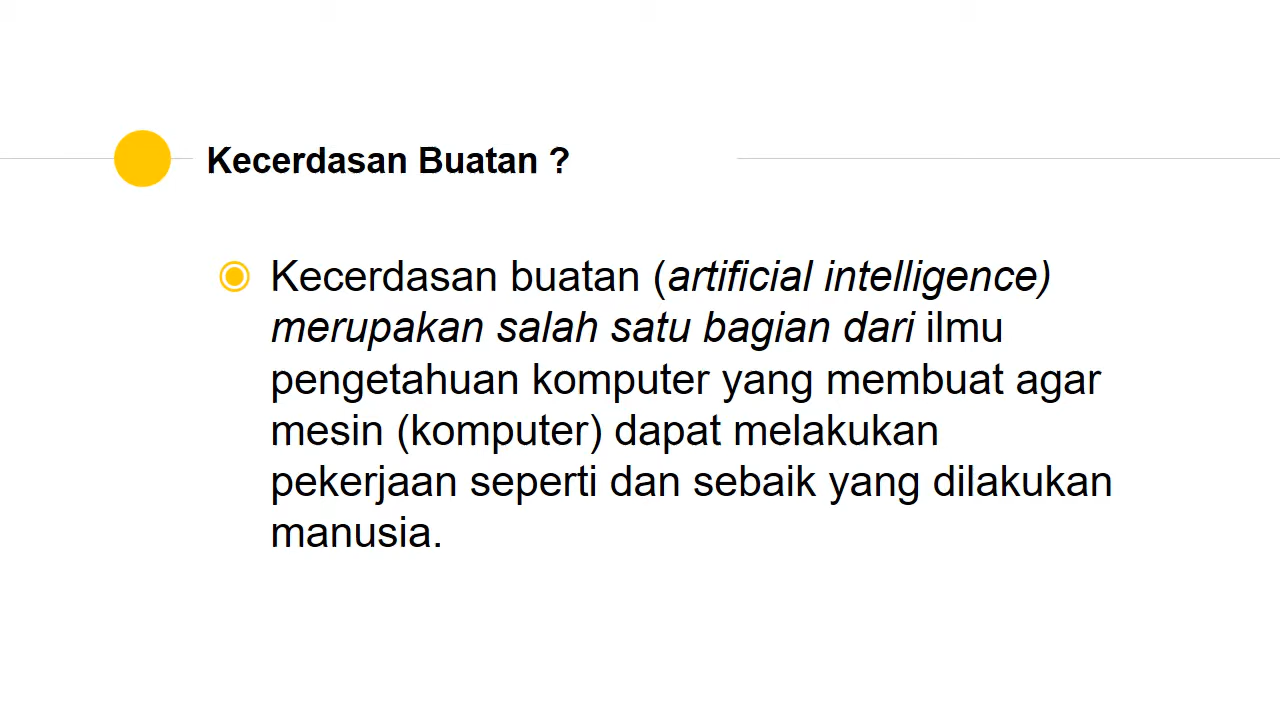 Kecerdasan Buatan ?
Kecerdasan buatan (artificial intelligence)
merupakan salah satu bagian dari ilmu
pengetahuan komputer yang membuat agar
mesin (komputer) dapat melakukan
pekerjaan seperti dan sebaik yang dilakukan
manusia.